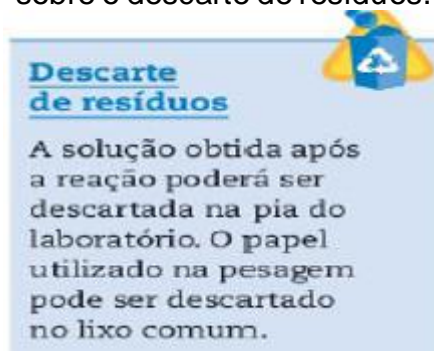 sobre o descarte de resíduos.
Descarte
de resíduos
A solução obtida após
a reação poderá ser
descartada na pia do
laboratório. O papel
utilizado na pesagem
pode ser descartado
no lixo comum.